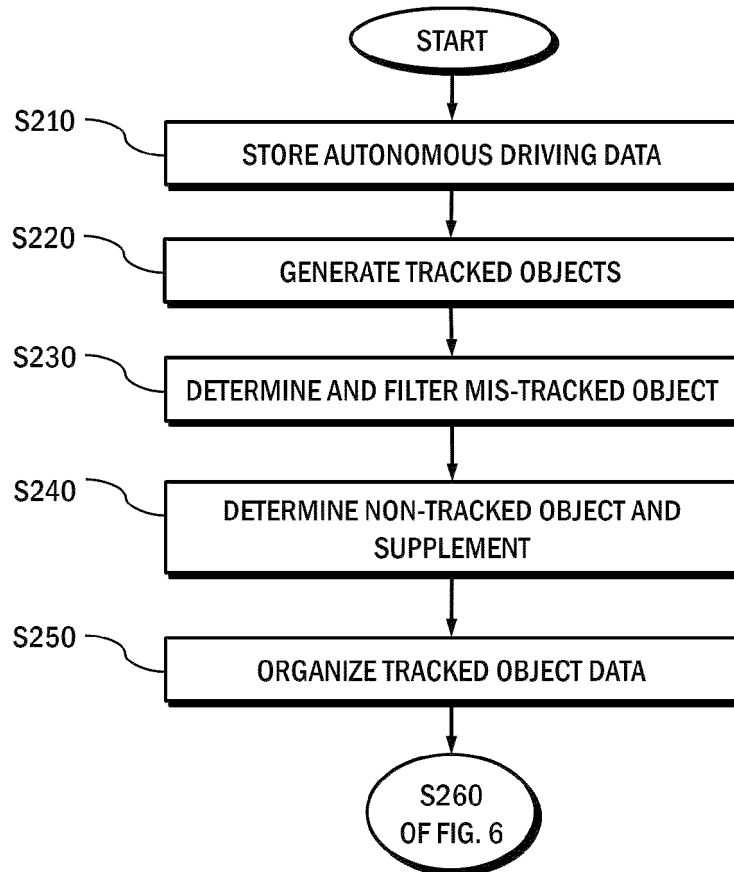 START
S210
STORE AUTONOMOUS DRIVING DATA
S220
GENERATE TRACKED OBJECTS
S230
DETERMINE AND FILTER MIS-TRACKED OBJECT
S240
DETERMINE NON-TRACKED OBJECT AND
SUPPLEMENT
S250
ORGANIZE TRACKED OBJECT DATA
S260
OF FIG. 6